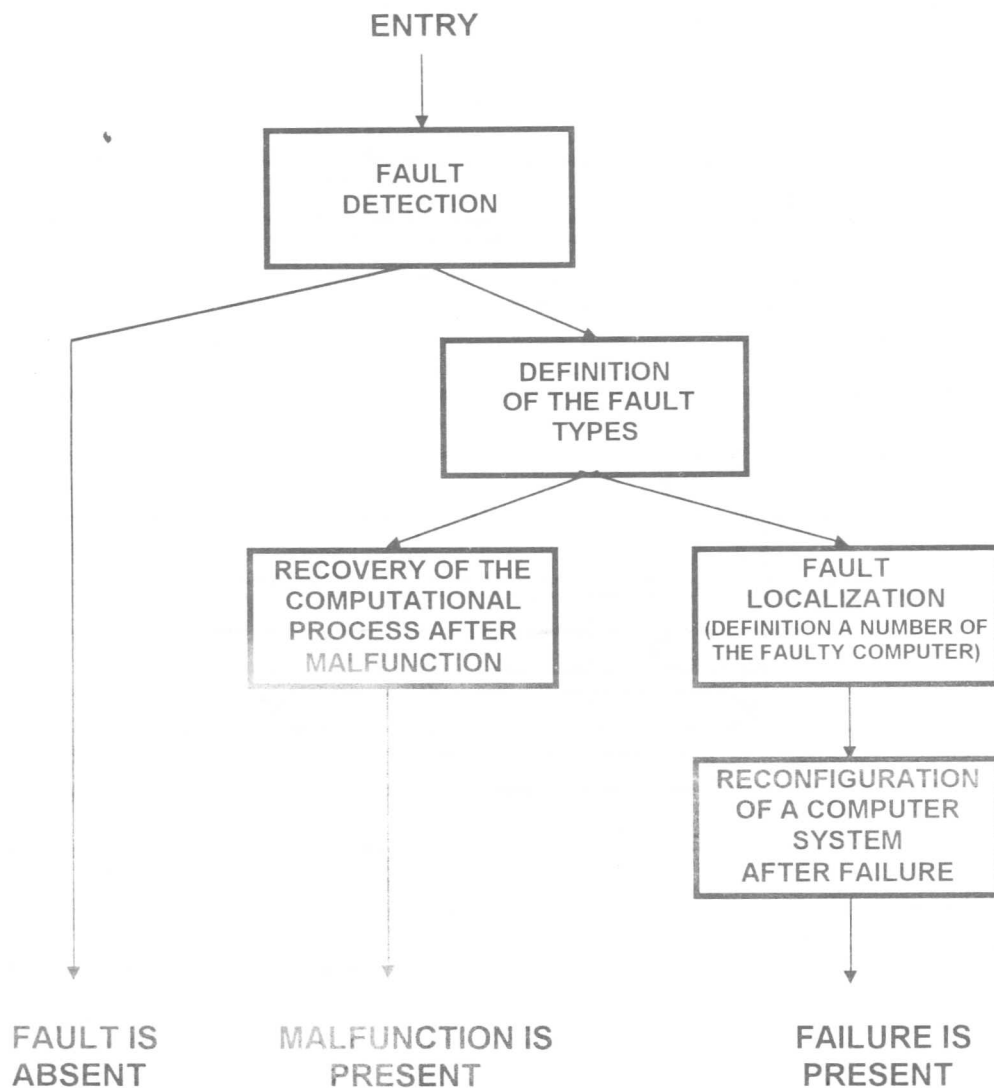 ENTRY
FAULT
DETECTION
DEFINITION
OF THE FAULT
TYPES
RECOVERY OF THE
COMPUTATIONAL
PROCESS AFTER
MALFUNCTION
FAULT
LOCALIZATION
(DEFINITION A NUMBER OF
THE FAULTY COMPUTER)
RECONFIGURATION
OF A COMPUTER
SYSTEM
AFTER FAILURE
FAULT IS
ABSENT
MALFUNCTION IS
PRESENT
FAILURE IS
PRESENT